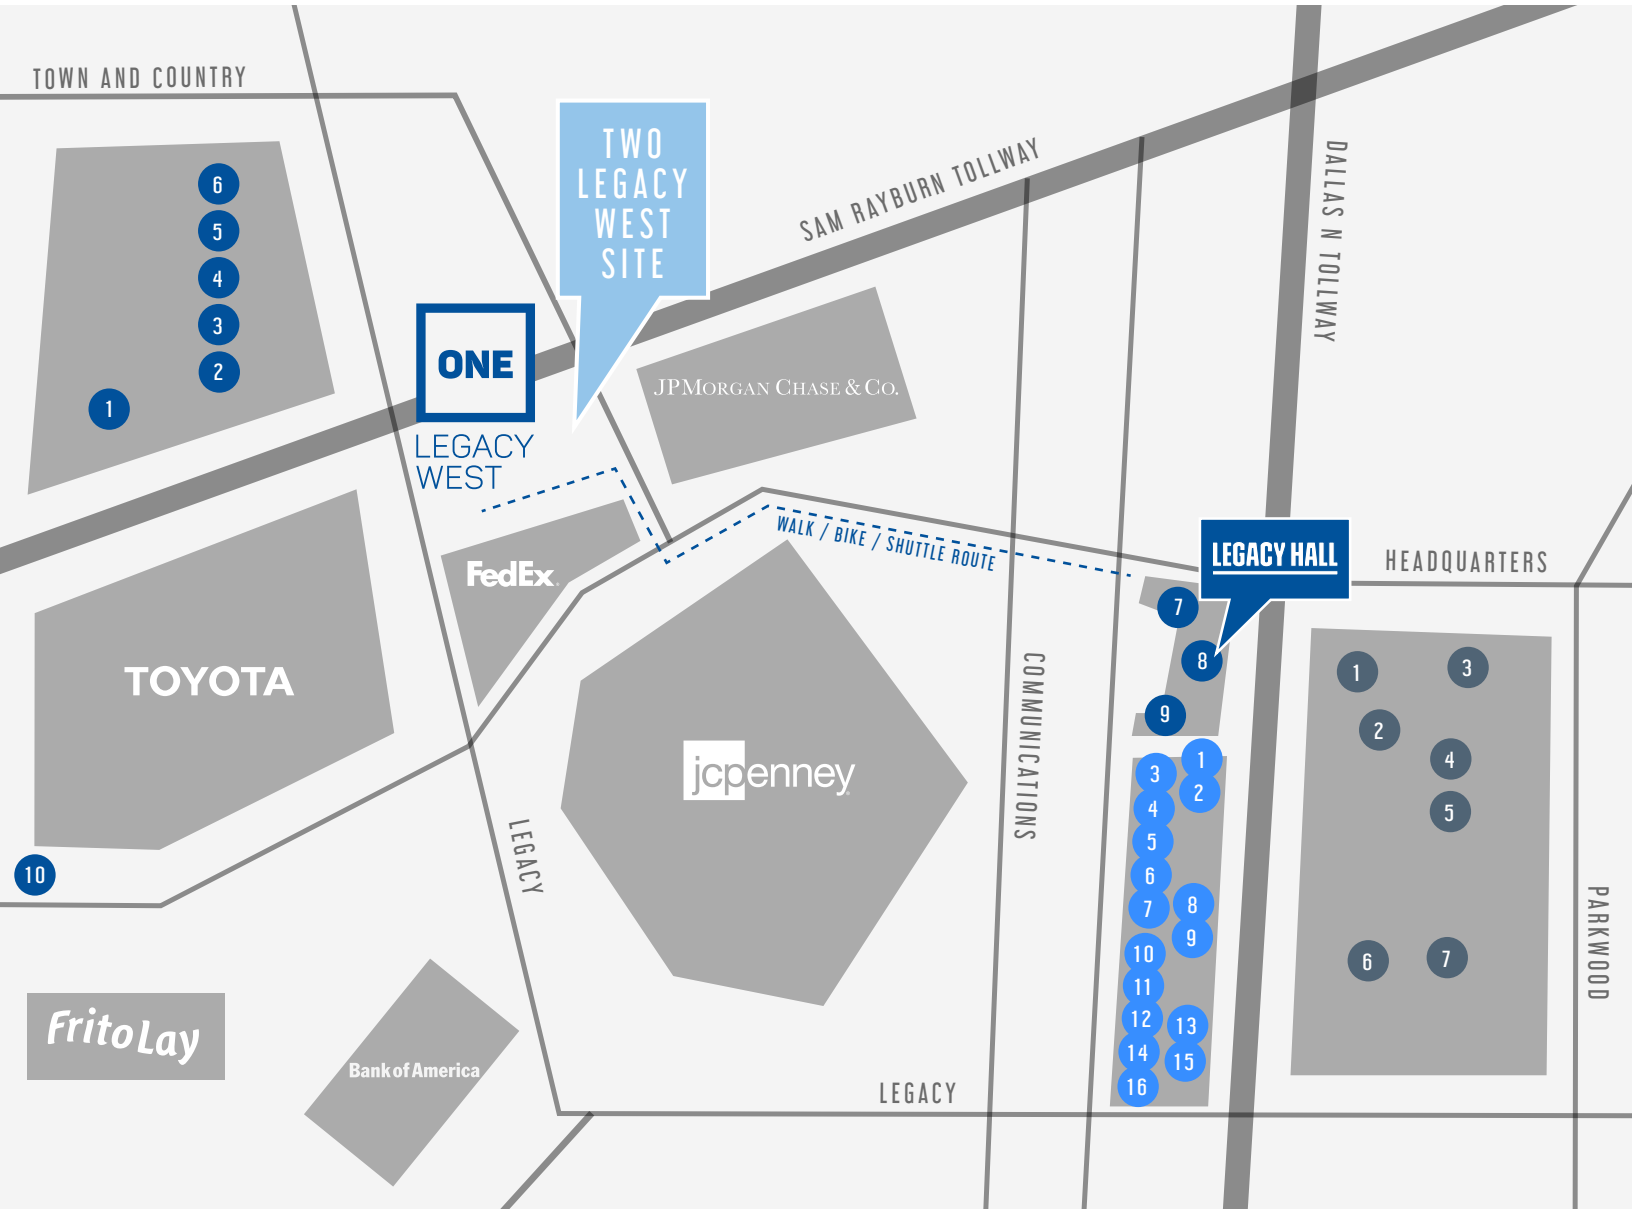 TOWN AND COUNTRY
TWO
LEGACY
WEST
SITE
SAM RAYBURN TOLLWAY
DALLAS N TOLLWAY
6
5
4
3
2
1
ONE
LEGACY
WEST
JPMORGAN CHASE & CO.
WALK / BIKE / SHUTTLE ROUTE
LEGACY HALL
HEADQUARTERS
FedEx
TOYOTA
jcpenney
COMMUNICATIONS
7
8
9
1
2
3
4
5
6
7
8
9
10
11
12
13
14
15
16
1
3
2
4
5
6
7
PARKWOOD
10
LEGACY
Frito Lay
Bank of America
LEGACY